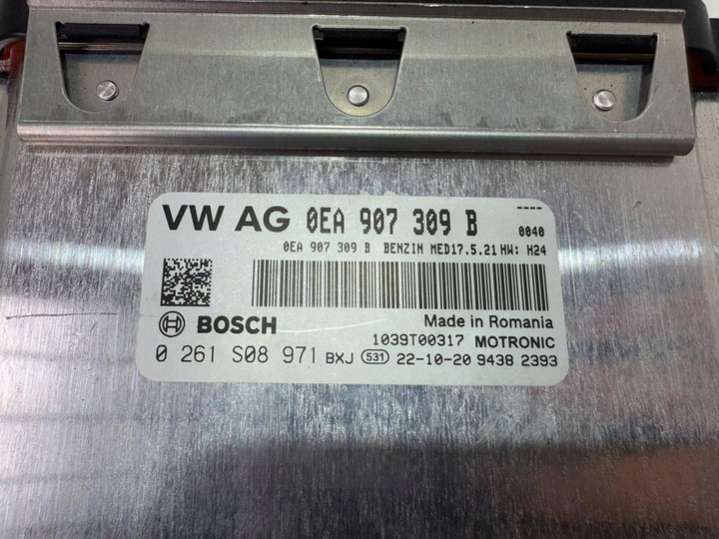 VW AG 0EA 907 309 B
----
0040
0EA 907 309 B BENZIN MED17.5.21 HW: H24
BOSCH
Made in Romania
1039T00317 MOTRONIC
0 261 S08 971 BXJ 531 22-10-20 9438 2393